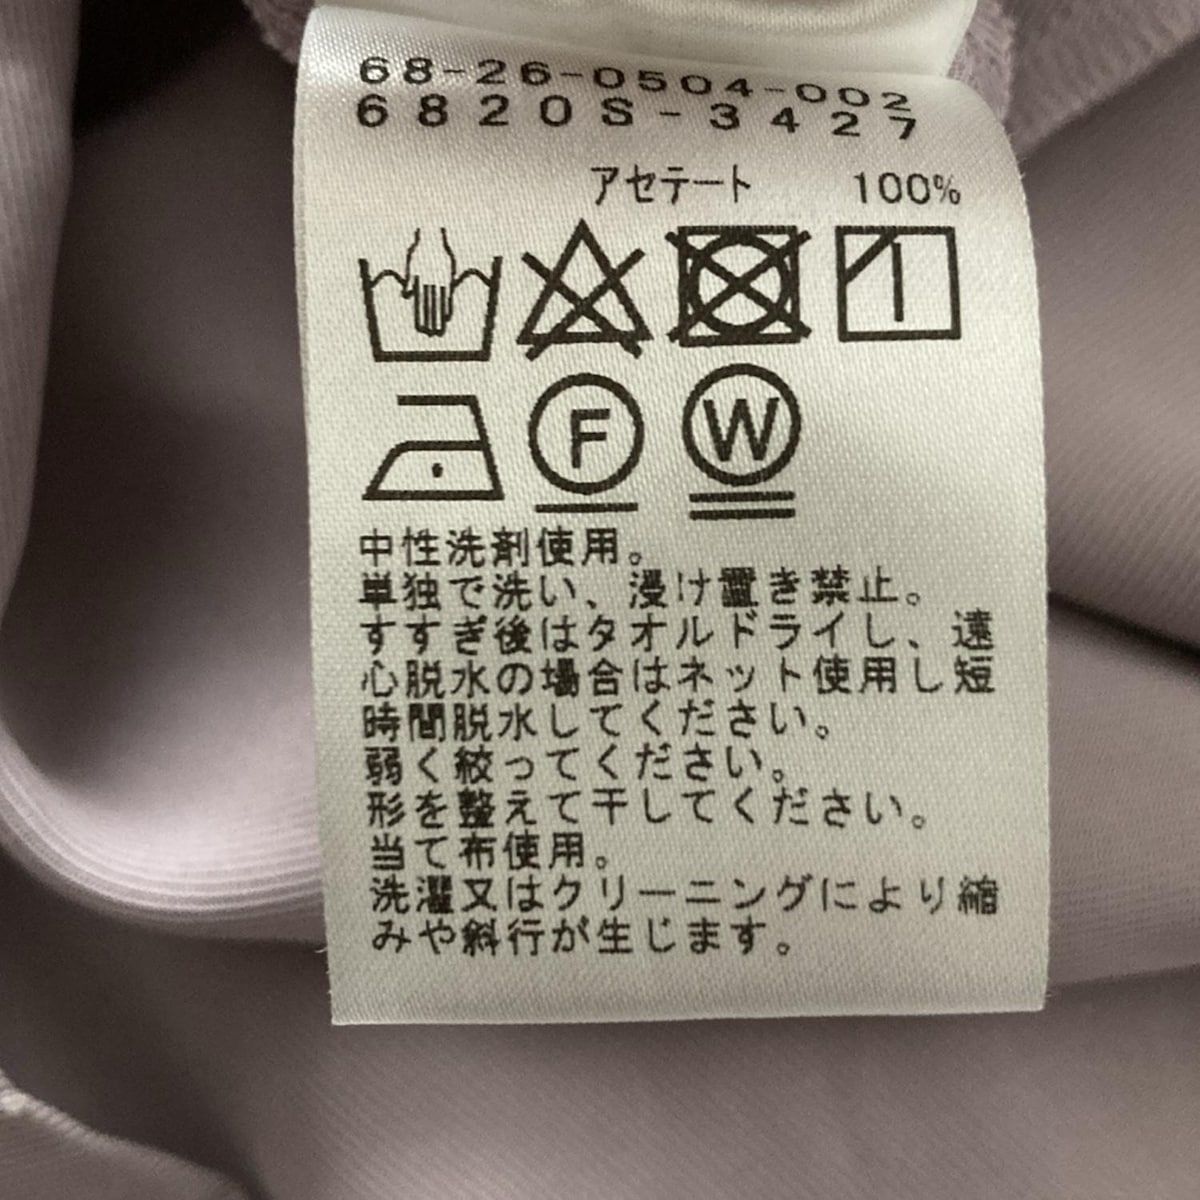 68-26-0504-002
6820S-3427
アセテート 100%
F
W
中性洗剤使用。
単独で洗い、浸け置き禁止。
すすぎ後はタオルドライし、遠
心脱水の場合はネット使用し短
時間脱水してください。
弱く絞ってください。
形を整えて干してください。
当て布使用。
洗濯又はクリーニングにより縮
みや斜行が生じます。